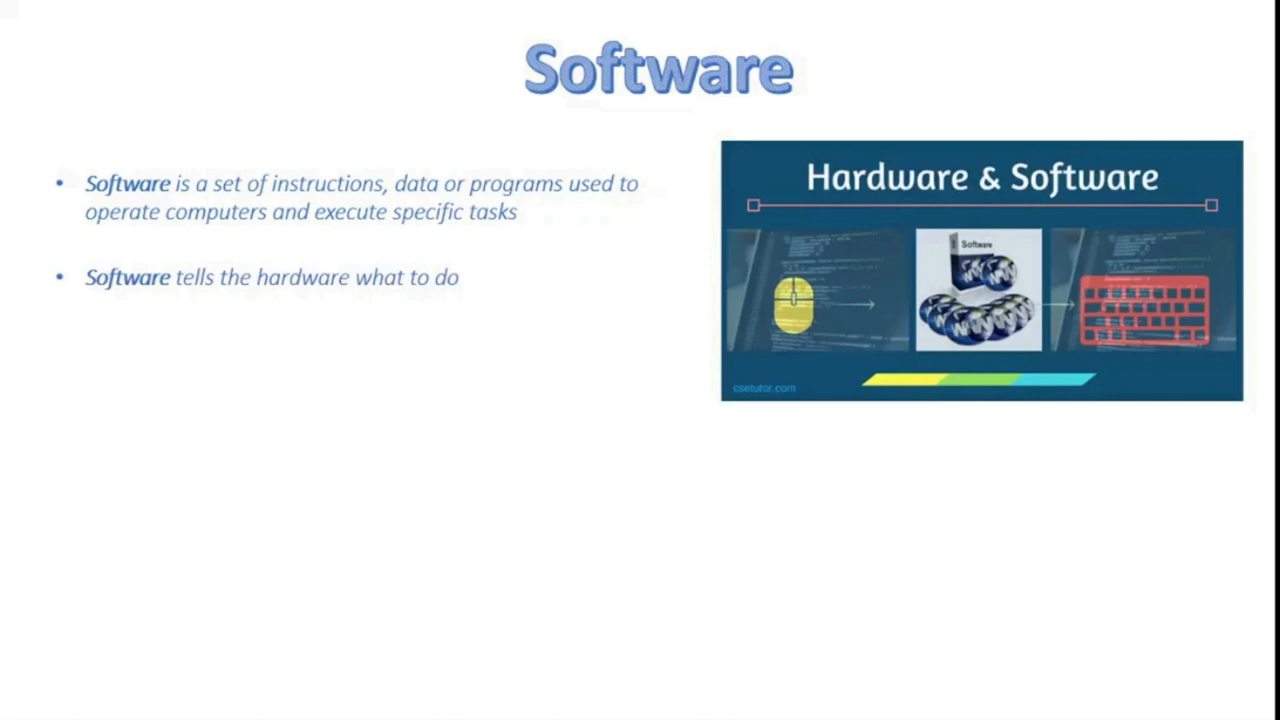 Software
• Software is a set of instructions, data or programs used to
operate computers and execute specific tasks
• Software tells the hardware what to do
Hardware & Software
Software
csetutor.com